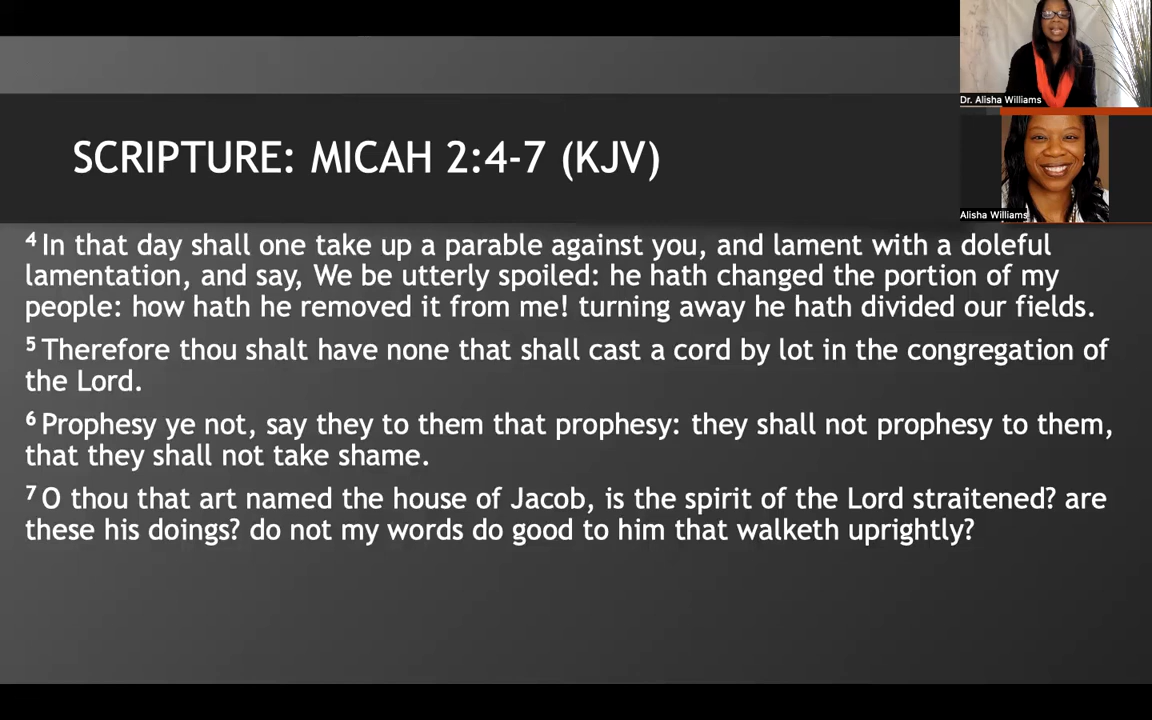 Dr. Alisha Williams
SCRIPTURE: MICAH 2:4-7 (KJV)
Alisha Williams
4 In that day shall one take up a parable against you, and lament with a doleful
lamentation, and say, We be utterly spoiled: he hath changed the portion of my
people: how hath he removed it from me! turning away he hath divided our fields.
5 Therefore thou shalt have none that shall cast a cord by lot in the congregation of
the Lord.
6 Prophesy ye not, say they to them that prophesy: they shall not prophesy to them,
that they shall not take shame.
7 O thou that art named the house of Jacob, is the spirit of the Lord straitened? are
these his doings? do not my words do good to him that walketh uprightly?